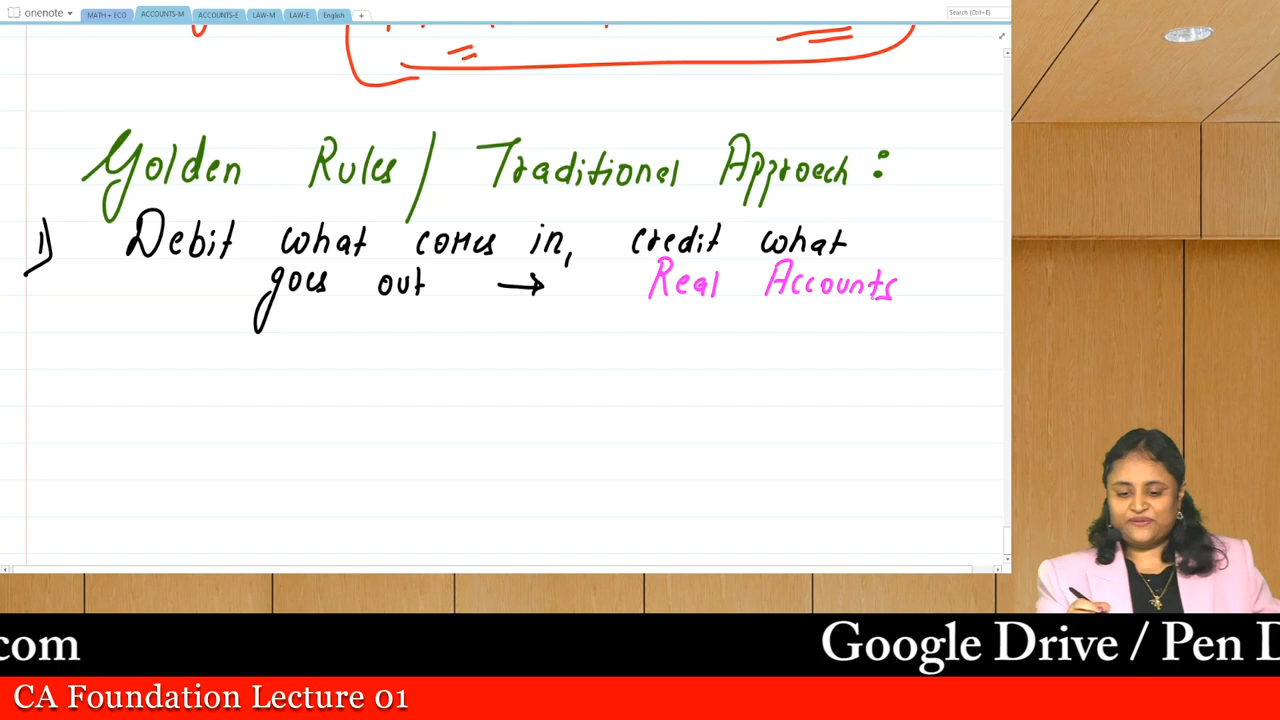 onenote
MATH + ECO
ACCOUNTS-M
ACCOUNTS-E
LAW-M
LAW-E
English
Search (Ctrl+E)
Golden Rules / Traditional Approach :
1) Debit what comes in, credit what
goes out → Real Accounts
com
Google Drive / Pen D
CA Foundation Lecture 01